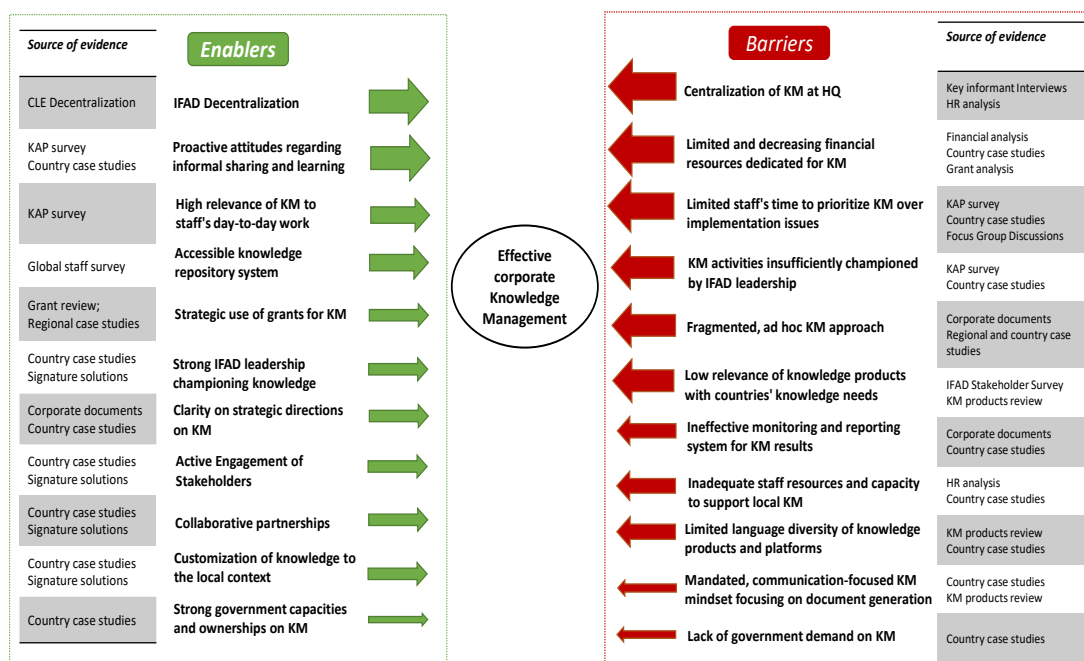 Source of evidence
Enablers
CLE Decentralization
IFAD Decentralization
KAP survey
Country case studies
Proactive attitudes regarding
informal sharing and learning
KAP survey
High relevance of KM to
staff's day-to-day work
Global staff survey
Accessible knowledge
repository system
Grant review;
Regional case studies
Strategic use of grants for KM
Country case studies
Signature solutions
Strong IFAD leadership
championing knowledge
Corporate documents
Country case studies
Clarity on strategic directions
on KM
Country case studies
Signature solutions
Active Engagement of
Stakeholders
Country case studies
Signature solutions
Collaborative partnerships
Country case studies
Signature solutions
Customization of knowledge to
the local context
Country case studies
Strong government capacities
and ownerships on KM
Effective
corporate
Knowledge
Management
Barriers
Source of evidence
Centralization of KM at HQ
Key informant Interviews
HR analysis
Limited and decreasing financial
resources dedicated for KM
Financial analysis
Country case studies
Grant analysis
Limited staff's time to prioritize KM over
implementation issues
KAP survey
Country case studies
Focus Group Discussions
KM activities insufficiently championed
by IFAD leadership
KAP survey
Country case studies
Fragmented, ad hoc KM approach
Corporate documents
Regional and country case
studies
Low relevance of knowledge products
with countries' knowledge needs
IFAD Stakeholder Survey
KM products review
Ineffective monitoring and reporting
system for KM results
Corporate documents
Country case studies
Inadequate staff resources and capacity
to support local KM
HR analysis
Country case studies
Limited language diversity of knowledge
products and platforms
KM products review
Country case studies
Mandated, communication-focused KM
mindset focusing on document generation
Country case studies
KM products review
Lack of government demand on KM
Country case studies